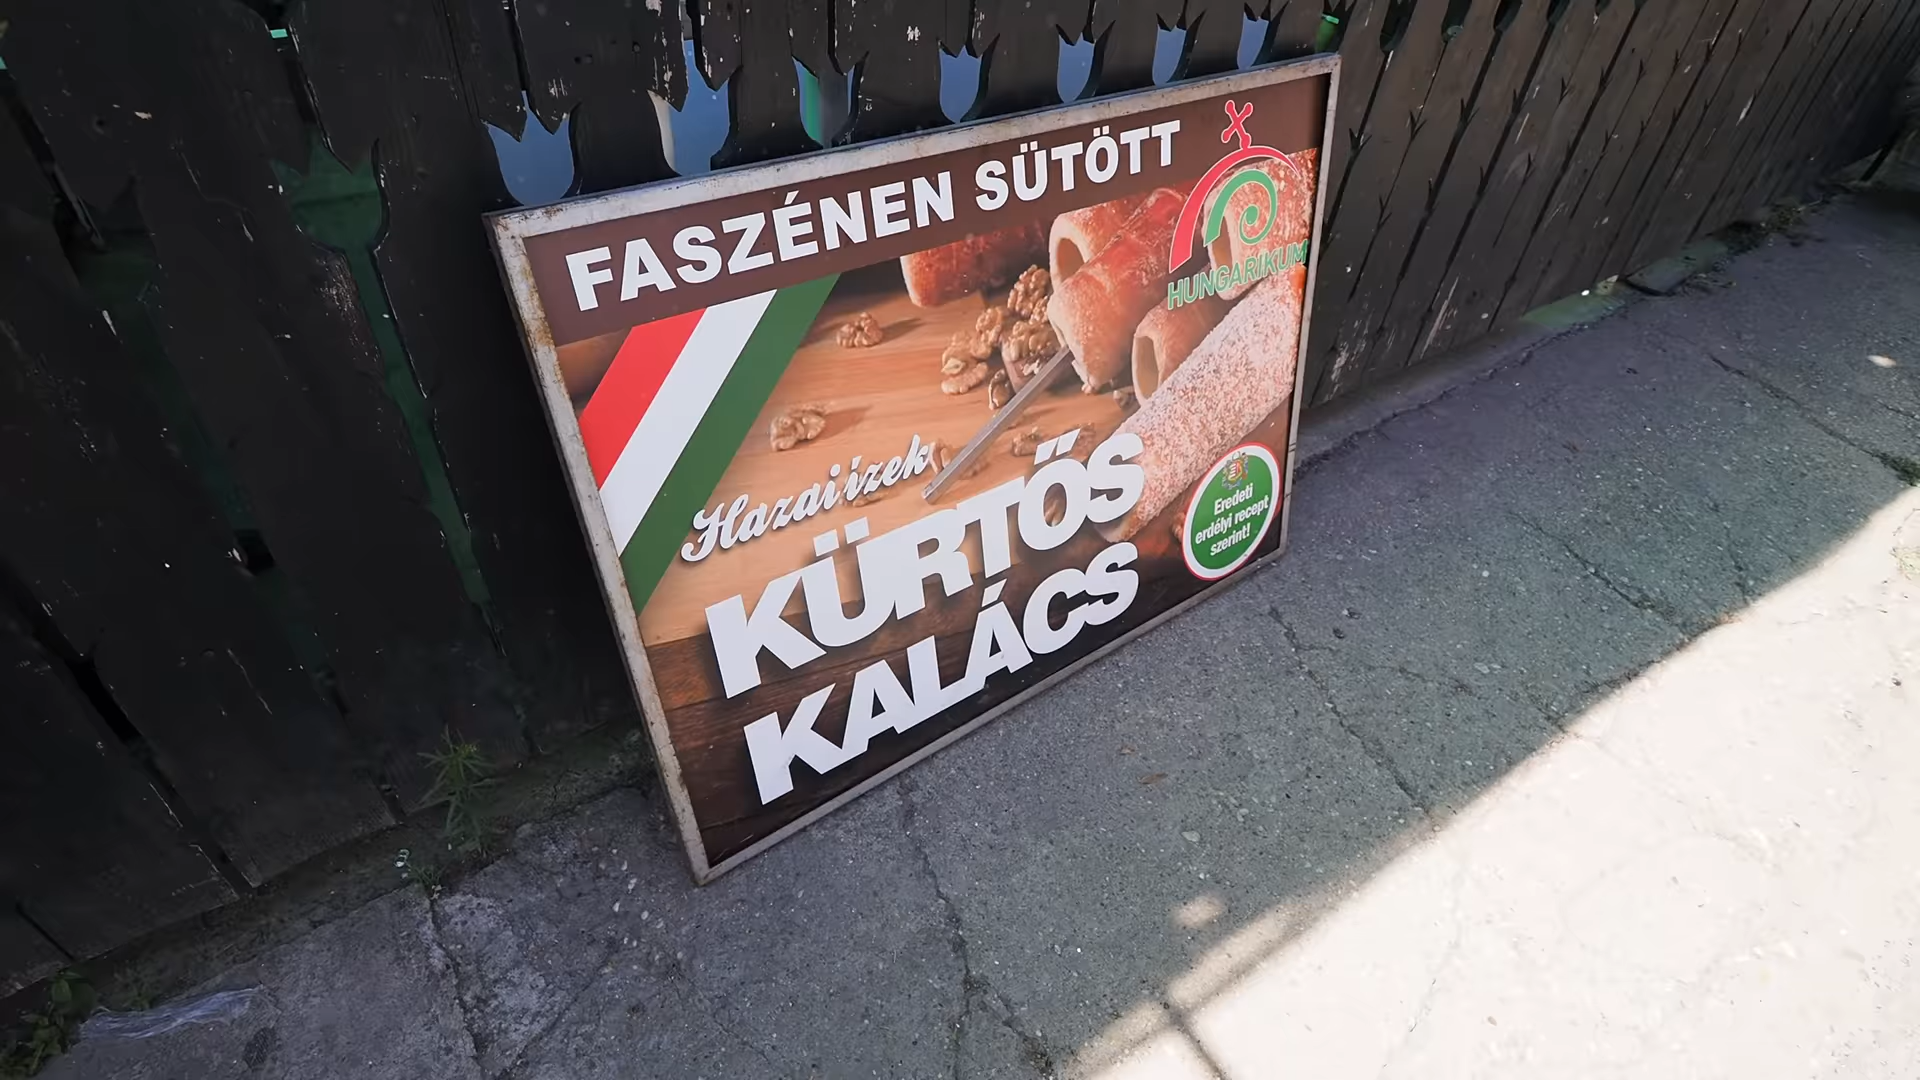 FASZÉNEN SÜTÖTT
HUNGARIKUM
Hazai ízek
KÜRTŐS
KALÁCS
Eredeti
erdélyi recept
szerint!